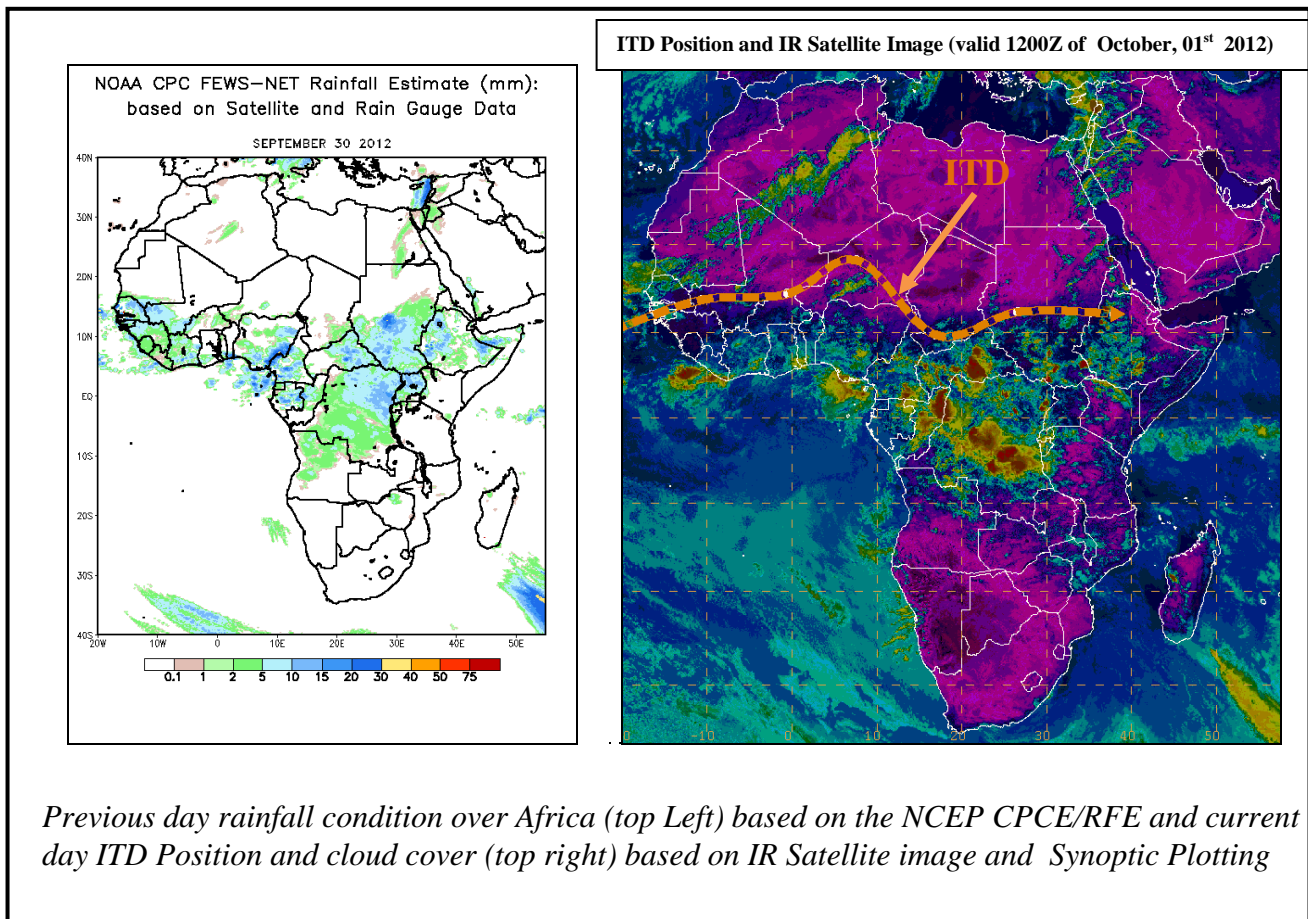 ITD Position and IR Satellite Image (valid 1200Z of October, 01st 2012)
NOAA CPC FEWS-NET Rainfall Estimate (mm):
based on Satellite and Rain Gauge Data
SEPTEMBER 30 2012
40N
30N
20N
10N
EQ
10S
20S
30S
40S
20W 10W 0 10E 20E 30E 40E 50E
0.1 1 2 5 10 15 20 30 40 50 75
ITD
0 -10 0 10 20 30 40 50
Previous day rainfall condition over Africa (top Left) based on the NCEP CPCE/RFE and current
day ITD Position and cloud cover (top right) based on IR Satellite image and Synoptic Plotting